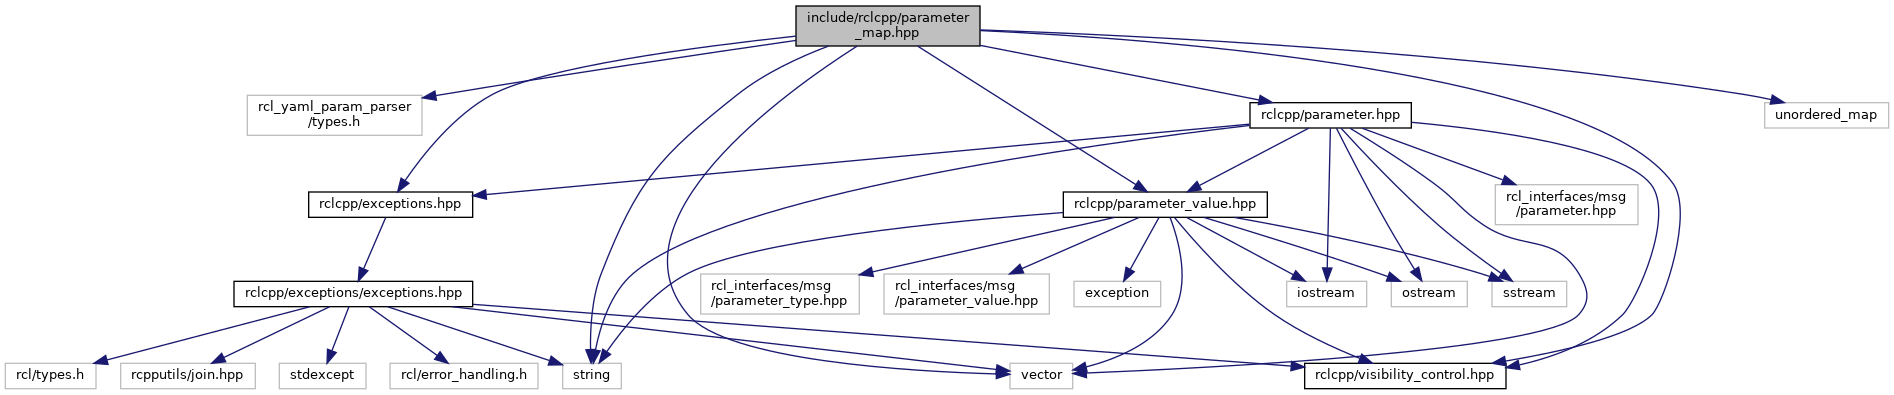 include/rclcpp/parameter
_map.hpp
rcl_yaml_param_parser
/types.h
rclcpp/parameter.hpp
unordered_map
rclcpp/exceptions.hpp
rclcpp/parameter_value.hpp
rcl_interfaces/msg
/parameter.hpp
rclcpp/exceptions/exceptions.hpp
rcl_interfaces/msg
/parameter_type.hpp
rcl_interfaces/msg
/parameter_value.hpp
exception
iostream
ostream
sstream
rcl/types.h
rcpputils/join.hpp
stdexcept
rcl/error_handling.h
string
vector
rclcpp/visibility_control.hpp